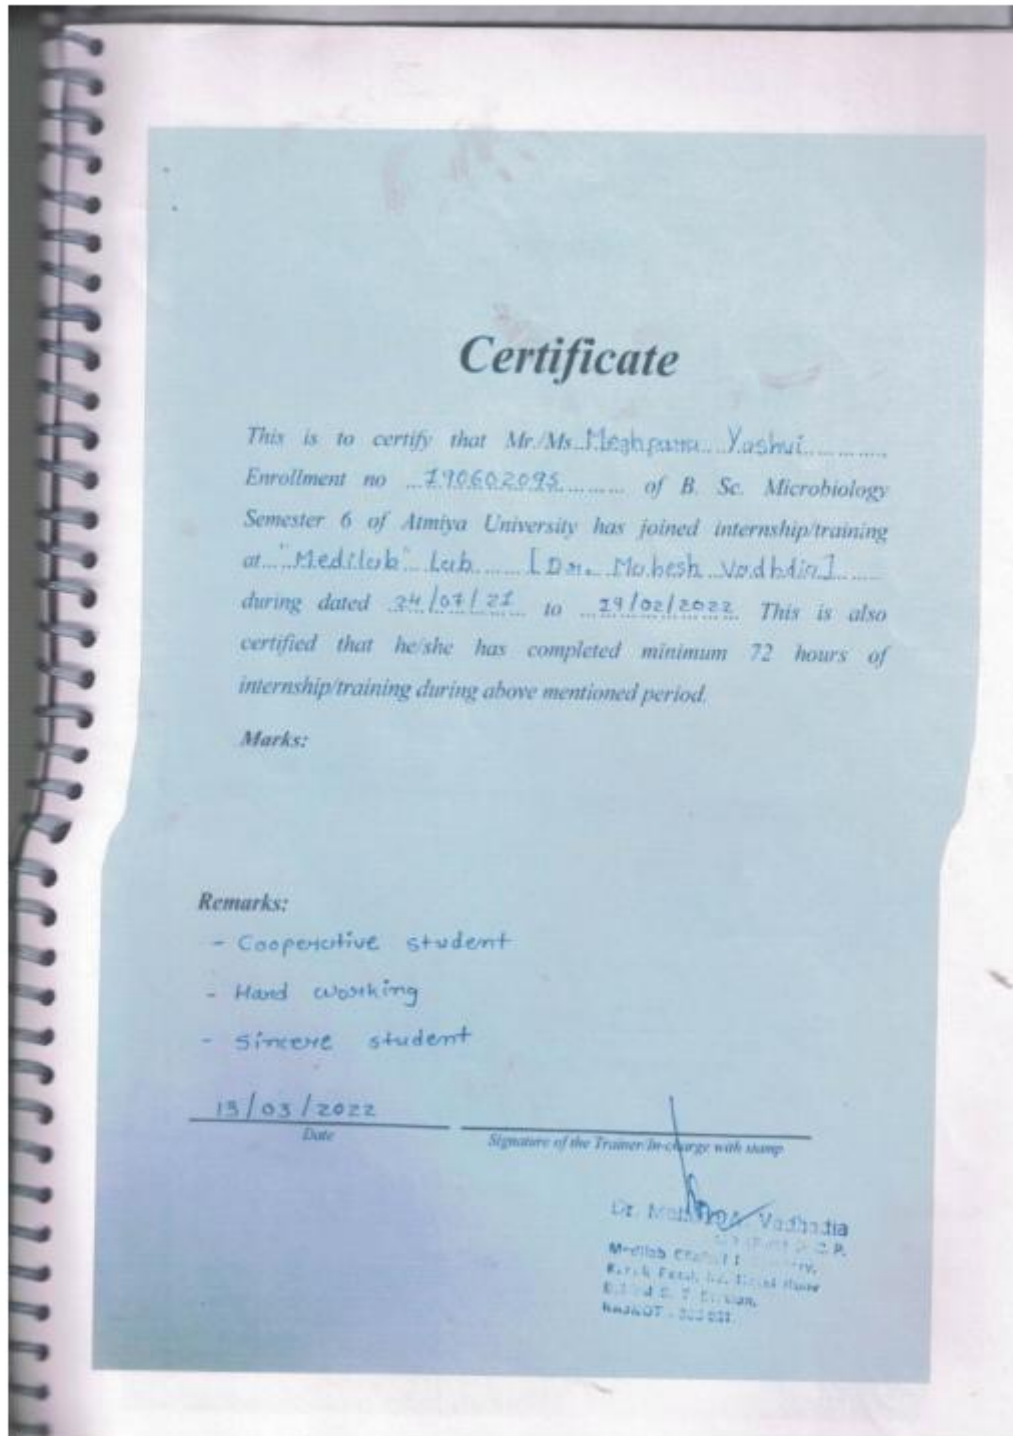 Certificate
This is to certify that Mr./Ms. Meghpara Yashvi
Enrollment no 190602095 of B. Sc. Microbiology
Semester 6 of Atmiya University has joined internship/training
at "Medilab" Lab [Dr. Mahesh Vadhdia]
during dated 24/07/21 to 19/02/2022 This is also
certified that he/she has completed minimum 72 hours of
internship/training during above mentioned period.
Marks:
Remarks:
- Cooperative student
- Hard working
- Sincere student
15/03/2022
Date
Signature of the Trainer/In-charge with stamp
Dr. Vadhadia
Medilab
RAJKOT